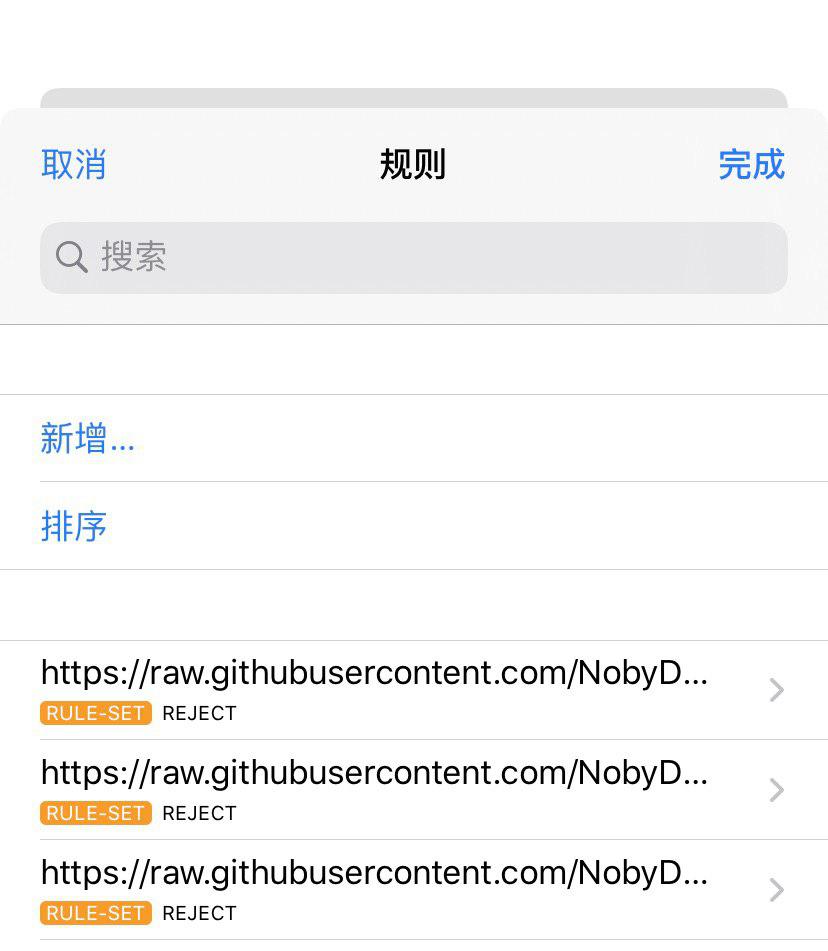 取消 规则 完成
搜索
新增...
排序
https://raw.githubusercontent.com/NobyD...
RULE-SET REJECT
https://raw.githubusercontent.com/NobyD...
RULE-SET REJECT
https://raw.githubusercontent.com/NobyD...
RULE-SET REJECT